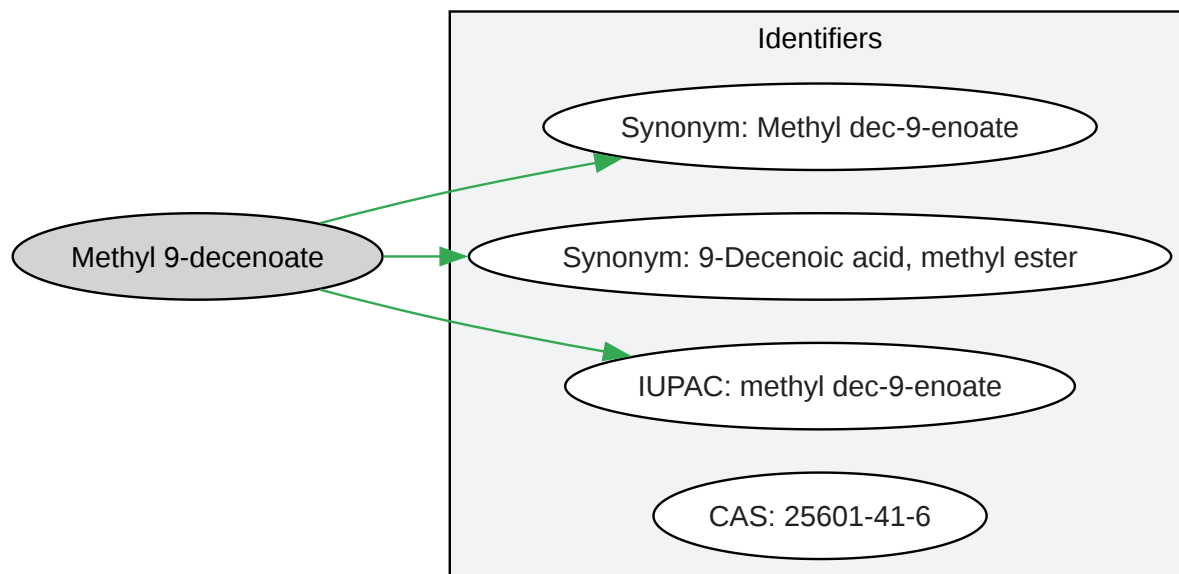 Identifiers
Synonym: Methyl dec-9-enoate
Methyl 9-decenoate
Synonym: 9-Decenoic acid, methyl ester
IUPAC: methyl dec-9-enoate
CAS: 25601-41-6